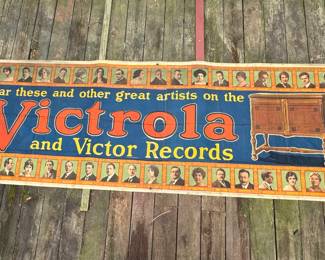 ar these and other great artists on the
Victrola
and Victor Records